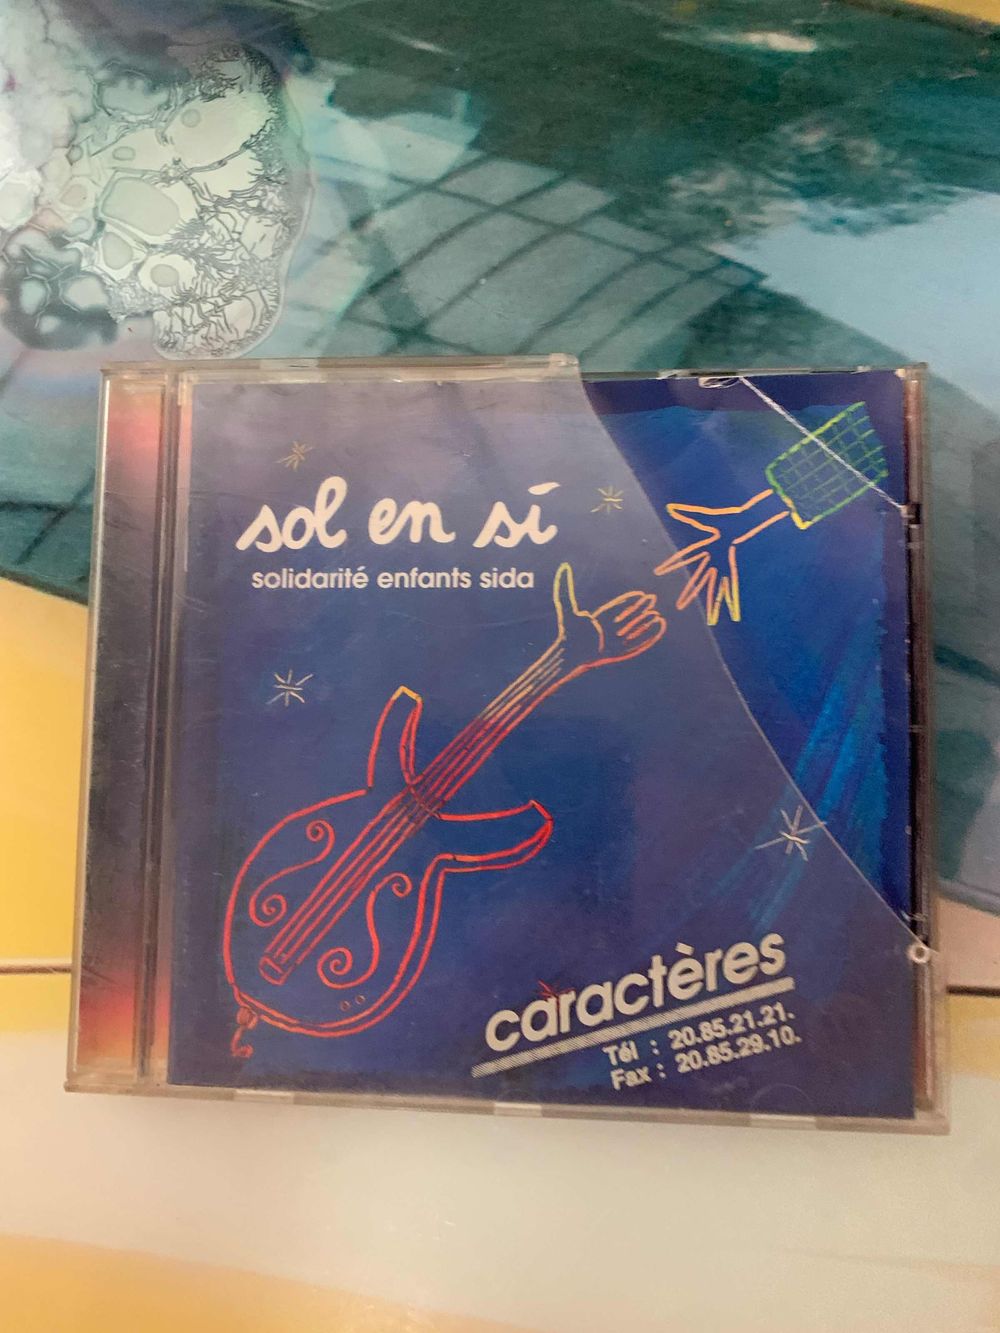 sol en si
solidarité enfants sida
caractères
Tél : 20.85.21.21.
Fax : 20.85.29.10.